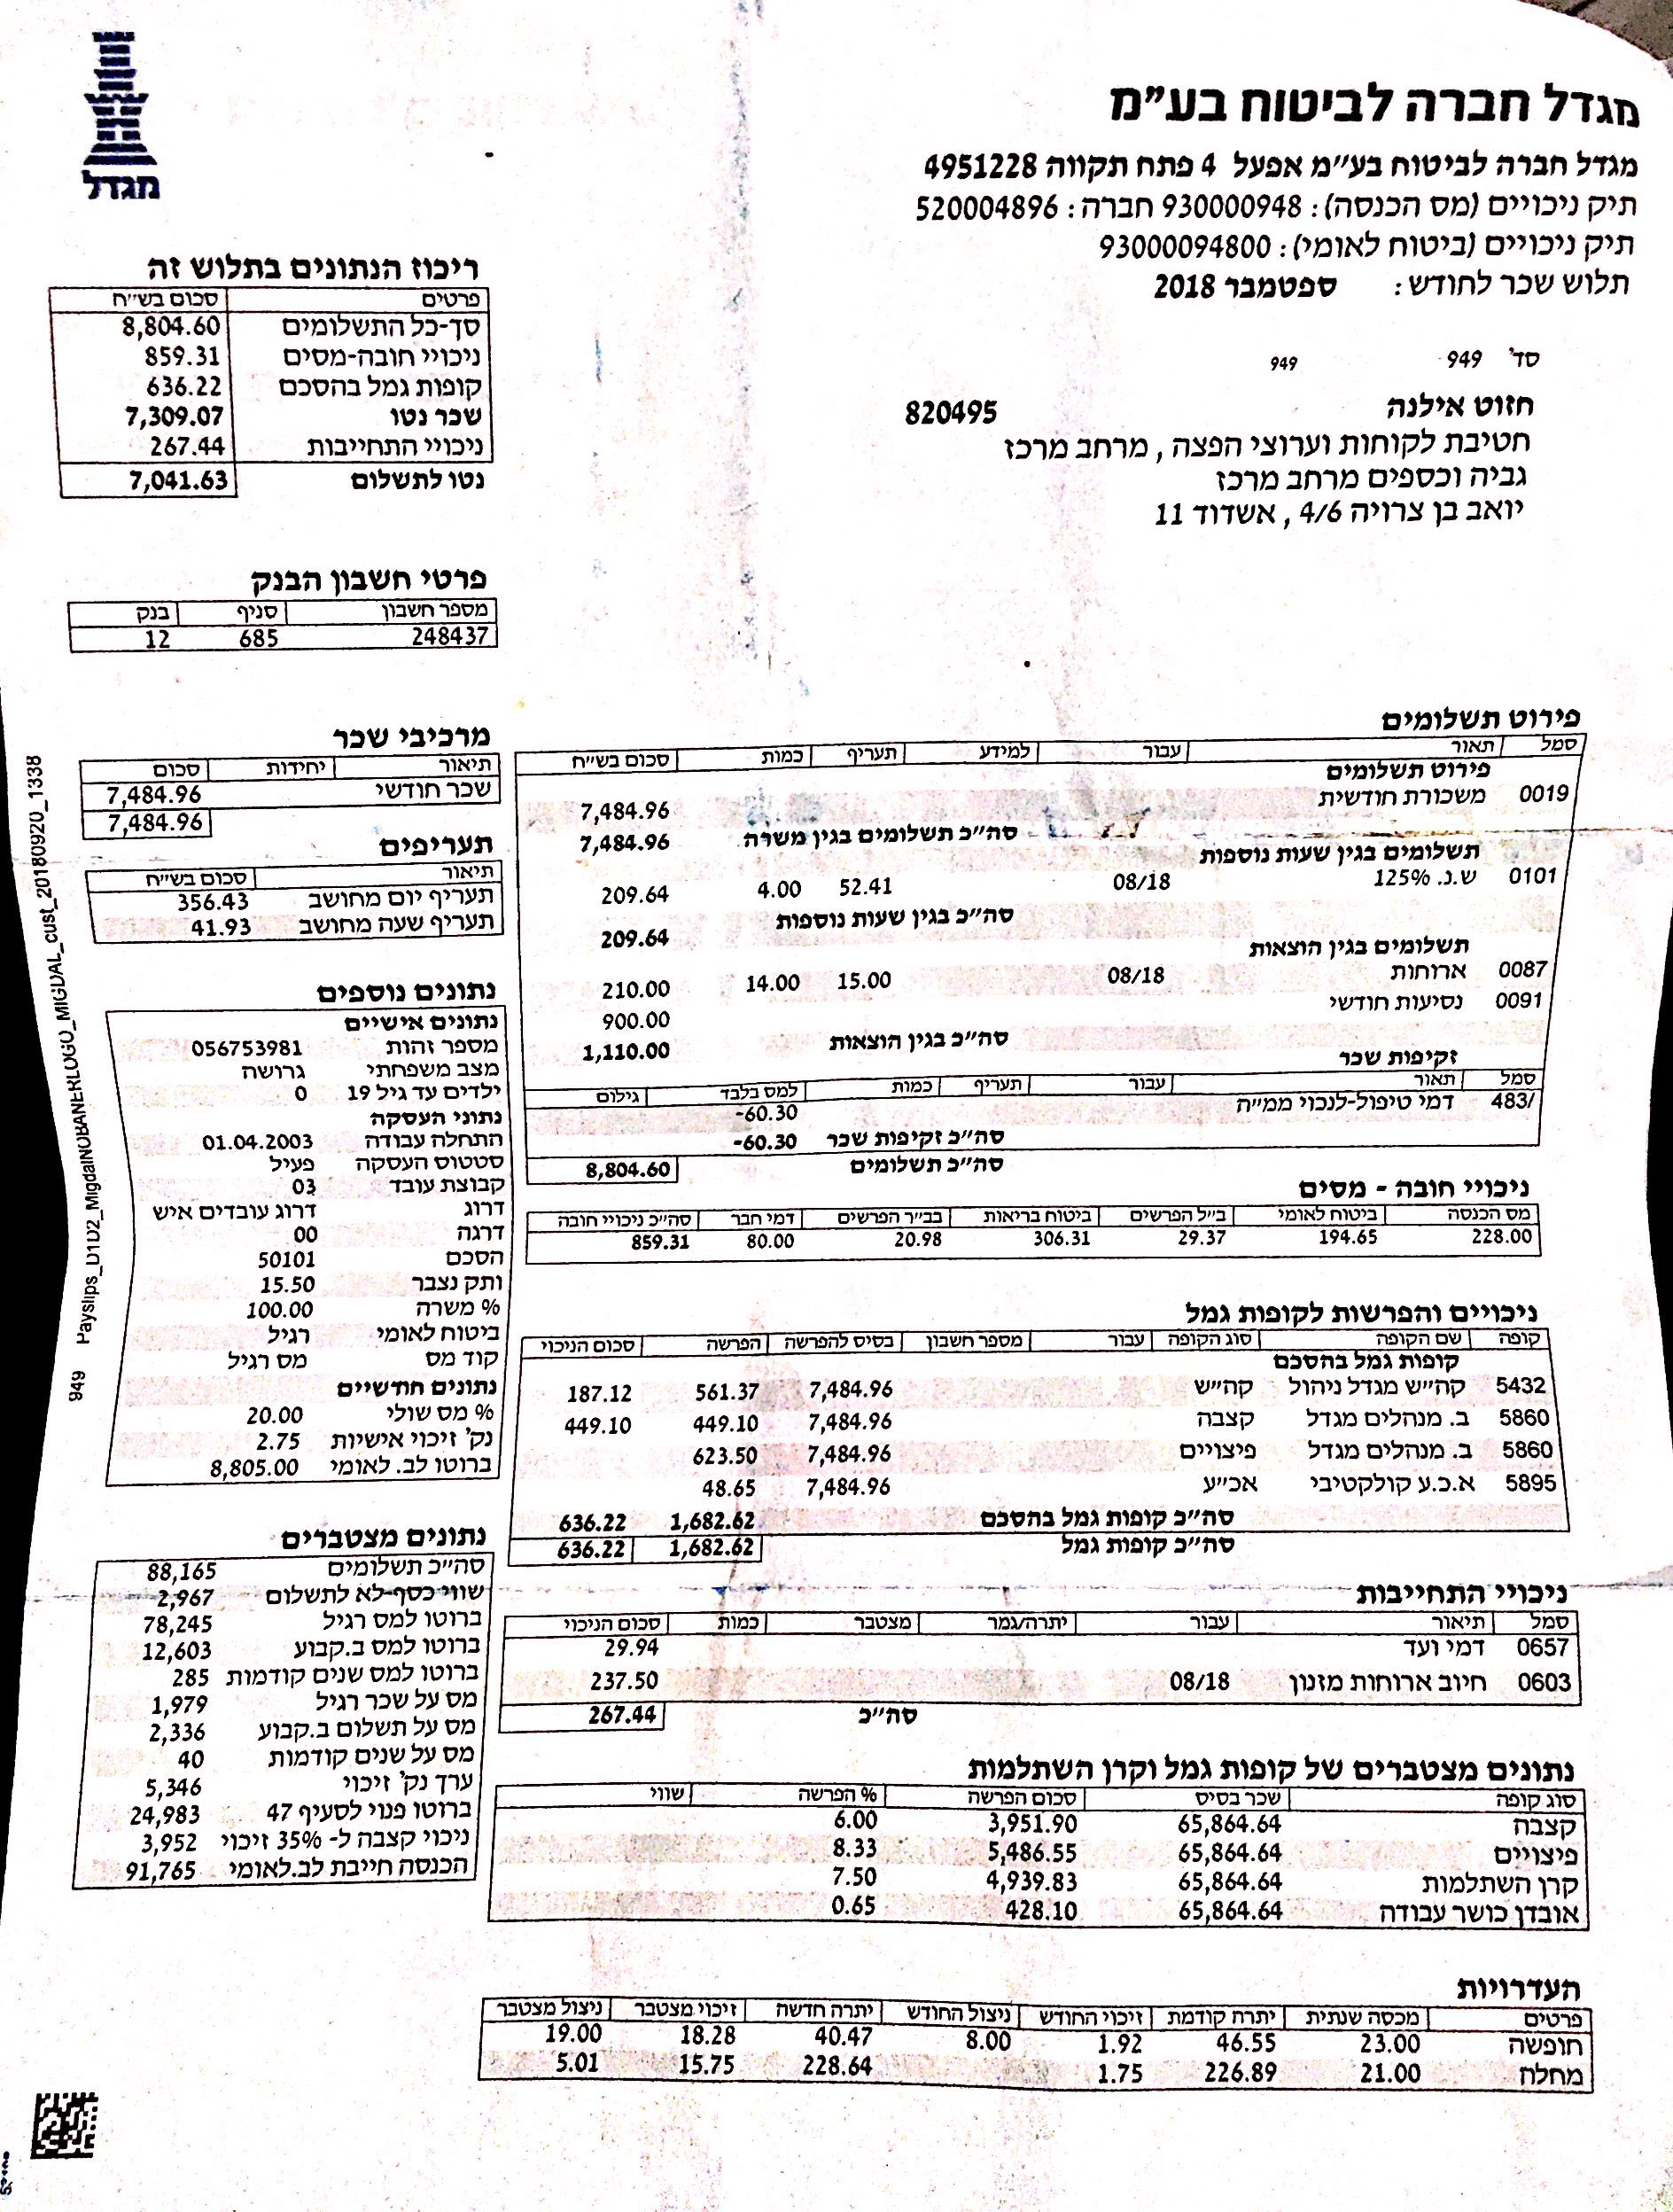 מגדל חברה לביטוח בע"מ
מגדל חברה לביטוח בע"מ אפעל 4 פתח תקווה 4951228
תיק ניכויים (מס הכנסה): 930000948 חברה: 520004896
תיק ניכויים (ביטוח לאומי): 93000094800
תלוש שכר לחודש: ספטמבר 2018
מגדל
סד' 949 949
חזוט אילנה 820495
חטיבת לקוחות וערוצי הפצה, מרחב מרכז
גביה וכספים מרחב מרכז
יואב בן צרויה 4/6, אשדוד 11
ריכוז הנתונים בתלוש זה
פרטים סכום בש"ח
סך-כל התשלומים 8,804.60
ניכויי חובה-מסים 859.31
קופות גמל בהסכם 636.22
שכר נטו 7,309.07
ניכויי התחייבות 267.44
נטו לתשלום 7,041.63
פרטי חשבון הבנק
מספר חשבון סניף בנק
248437 685 12
פירוט תשלומים
סמל תאור עבור למידע תעריף כמות סכום בש"ח
פירוט תשלומים
0019 משכורת חודשית 7,484.96
סה"כ תשלומים בגין משרה 7,484.96
תשלומים בגין שעות נוספות
0101 ש.נ. 125% 08/18 52.41 4.00 209.64
סה"כ בגין שעות נוספות 209.64
תשלומים בגין הוצאות
0087 ארוחות 08/18 15.00 14.00 210.00
0091 נסיעות חודשי 900.00
סה"כ בגין הוצאות 1,110.00
זקיפות שכר
סמל תאור עבור תעריף כמות למס בלבד גילום
/483 דמי טיפול-לנכוי ממ"ה 60.30-
סה"כ זקיפות שכר 60.30-
סה"כ תשלומים 8,804.60
ניכויי חובה - מסים
מס הכנסה ביטוח לאומי ב"ל הפרשים ביטוח בריאות בב"ר הפרשים דמי חבר סה"כ ניכויי חובה
228.00 194.65 29.37 306.31 20.98 80.00 859.31
ניכויים והפרשות לקופות גמל
קופה שם הקופה סוג הקופה עבור מספר חשבון בסיס להפרשה הפרשה סכום הניכוי
קופות גמל בהסכם
5432 קה"ש מגדל ניהול קה"ש 7,484.96 561.37 187.12
5860 ב. מנהלים מגדל קצבה 7,484.96 449.10 449.10
5860 ב. מנהלים מגדל פיצויים 7,484.96 623.50
5895 א.כ.ע קולקטיבי אכ"ע 7,484.96 48.65
סה"כ קופות גמל בהסכם 1,682.62 636.22
סה"כ קופות גמל 1,682.62 636.22
ניכויי התחייבות
סמל תיאור עבור יתרה/גמר מצטבר כמות סכום הניכוי
0657 דמי ועד 29.94
0603 חיוב ארוחות מזנון 08/18 237.50
סה"כ 267.44
נתונים מצטברים של קופות גמל וקרן השתלמות
סוג קופה שכר בסיס סכום הפרשה % הפרשה שווי
קצבה 65,864.64 3,951.90 6.00
פיצויים 65,864.64 5,486.55 8.33
קרן השתלמות 65,864.64 4,939.83 7.50
אובדן כושר עבודה 65,864.64 428.10 0.65
העדרויות
פרטים מכסה שנתית יתרה קודמת זיכוי החודש ניצול החודש יתרה חדשה זיכוי מצטבר ניצול מצטבר
חופשה 23.00 46.55 1.92 8.00 40.47 18.28 19.00
מחלה 21.00 226.89 1.75 228.64 15.75 5.01
מרכיבי שכר
תיאור יחידות סכום
שכר חודשי 7,484.96
7,484.96
תעריפים
תיאור סכום בש"ח
תעריף יום מחושב 356.43
תעריף שעה מחושב 41.93
נתונים נוספים
נתונים אישיים
מספר זהות 056753981
מצב משפחתי גרושה
ילדים עד גיל 19 0
נתוני העסקה
התחלה עבודה 01.04.2003
סטטוס העסקה פעיל
קבוצת עובד 03
דרוג דרוג עובדים איש
דרגה 00
הסכם 50101
ותק נצבר 15.50
% משרה 100.00
ביטוח לאומי רגיל
קוד מס מס רגיל
נתונים חודשיים
% מס שולי 20.00
נק' זיכוי אישיות 2.75
ברוטו לב. לאומי 8,805.00
נתונים מצטברים
סה"כ תשלומים 88,165
שווי כסף-לא לתשלום 2,967
ברוטו למס רגיל 78,245
ברוטו למס ב.קבוע 12,603
ברוטו למס שנים קודמות 285
מס על שכר רגיל 1,979
מס על תשלום ב.קבוע 2,336
מס על שנים קודמות 40
ערך נק' זיכוי 5,346
ברוטו פנוי לסעיף 47 24,983
ניכוי קצבה ל- 35% זיכוי 3,952
הכנסה חייבת לב.לאומי 91,765
949 Payslips_D1D2_MigdalNOBANERLOGO_MIGDAL_cust_20180920_1338